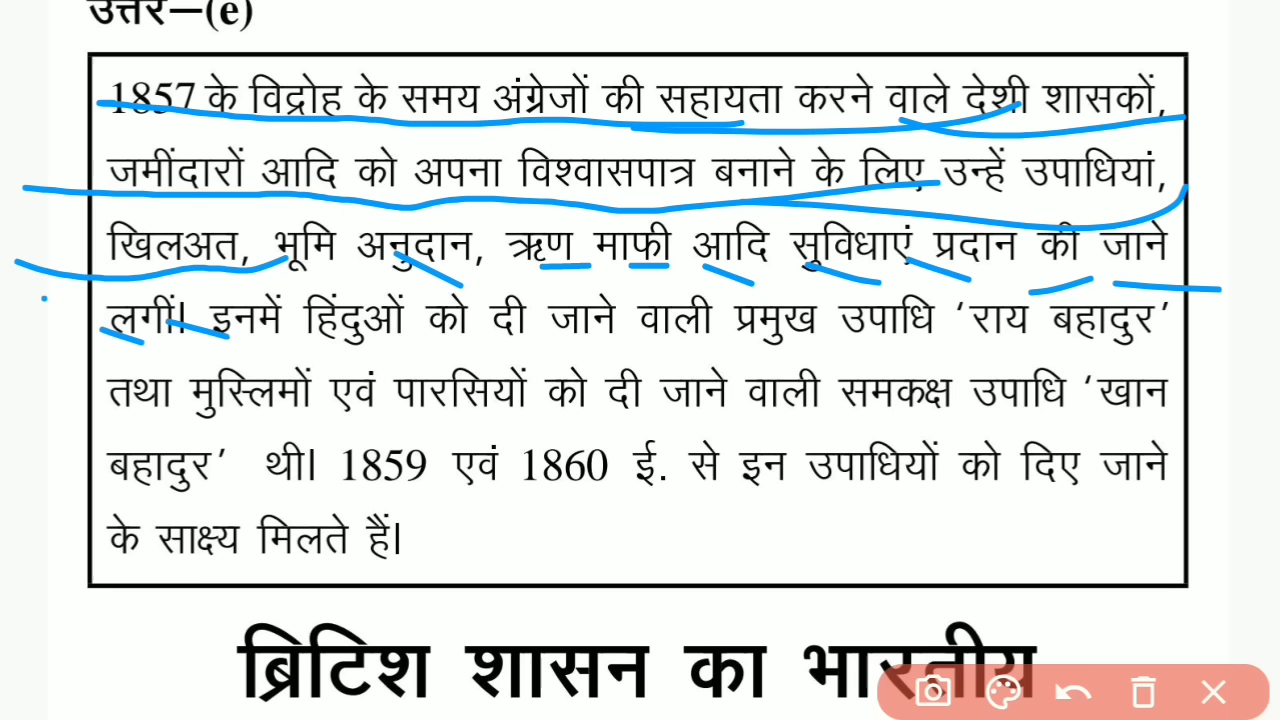 उत्तर—(e)
1857 के विद्रोह के समय अंग्रेजों की सहायता करने वाले देशी शासकों,
जमींदारों आदि को अपना विश्वासपात्र बनाने के लिए उन्हें उपाधियां,
खिलअत, भूमि अनुदान, ऋण माफी आदि सुविधाएं प्रदान की जाने
लगीं। इनमें हिंदुओं को दी जाने वाली प्रमुख उपाधि ‘राय बहादुर’
तथा मुस्लिमों एवं पारसियों को दी जाने वाली समकक्ष उपाधि ‘खान
बहादुर’ थी। 1859 एवं 1860 ई. से इन उपाधियों को दिए जाने
के साक्ष्य मिलते हैं।
ब्रिटिश शासन का भारतीय